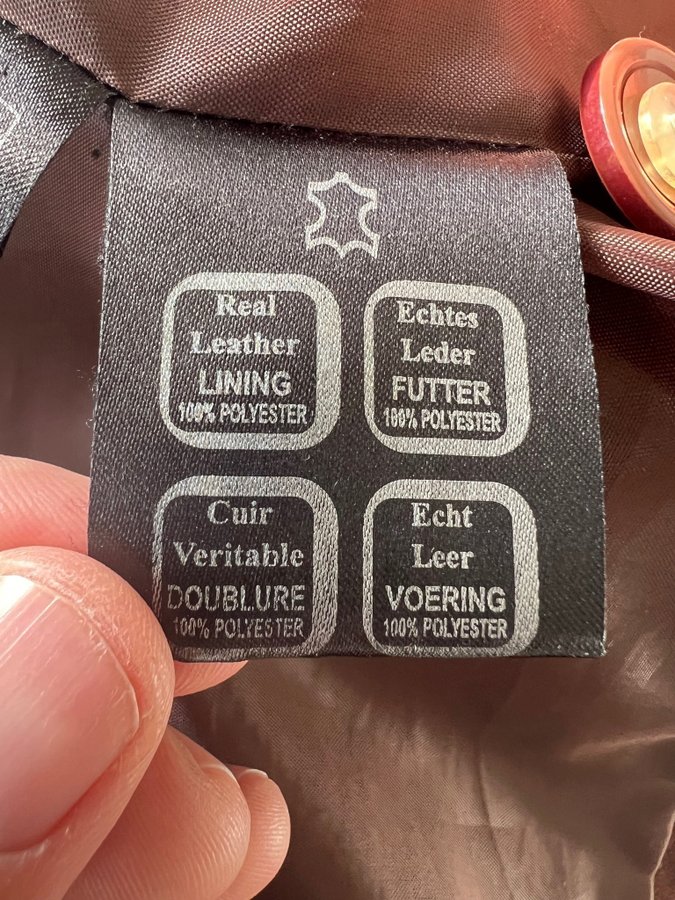 Real
Leather
LINING
100% POLYESTER
Echtes
Leder
FUTTER
100% POLYESTER
Cuir
Veritable
DOUBLURE
100% POLYESTER
Echt
Leer
VOERING
100% POLYESTER